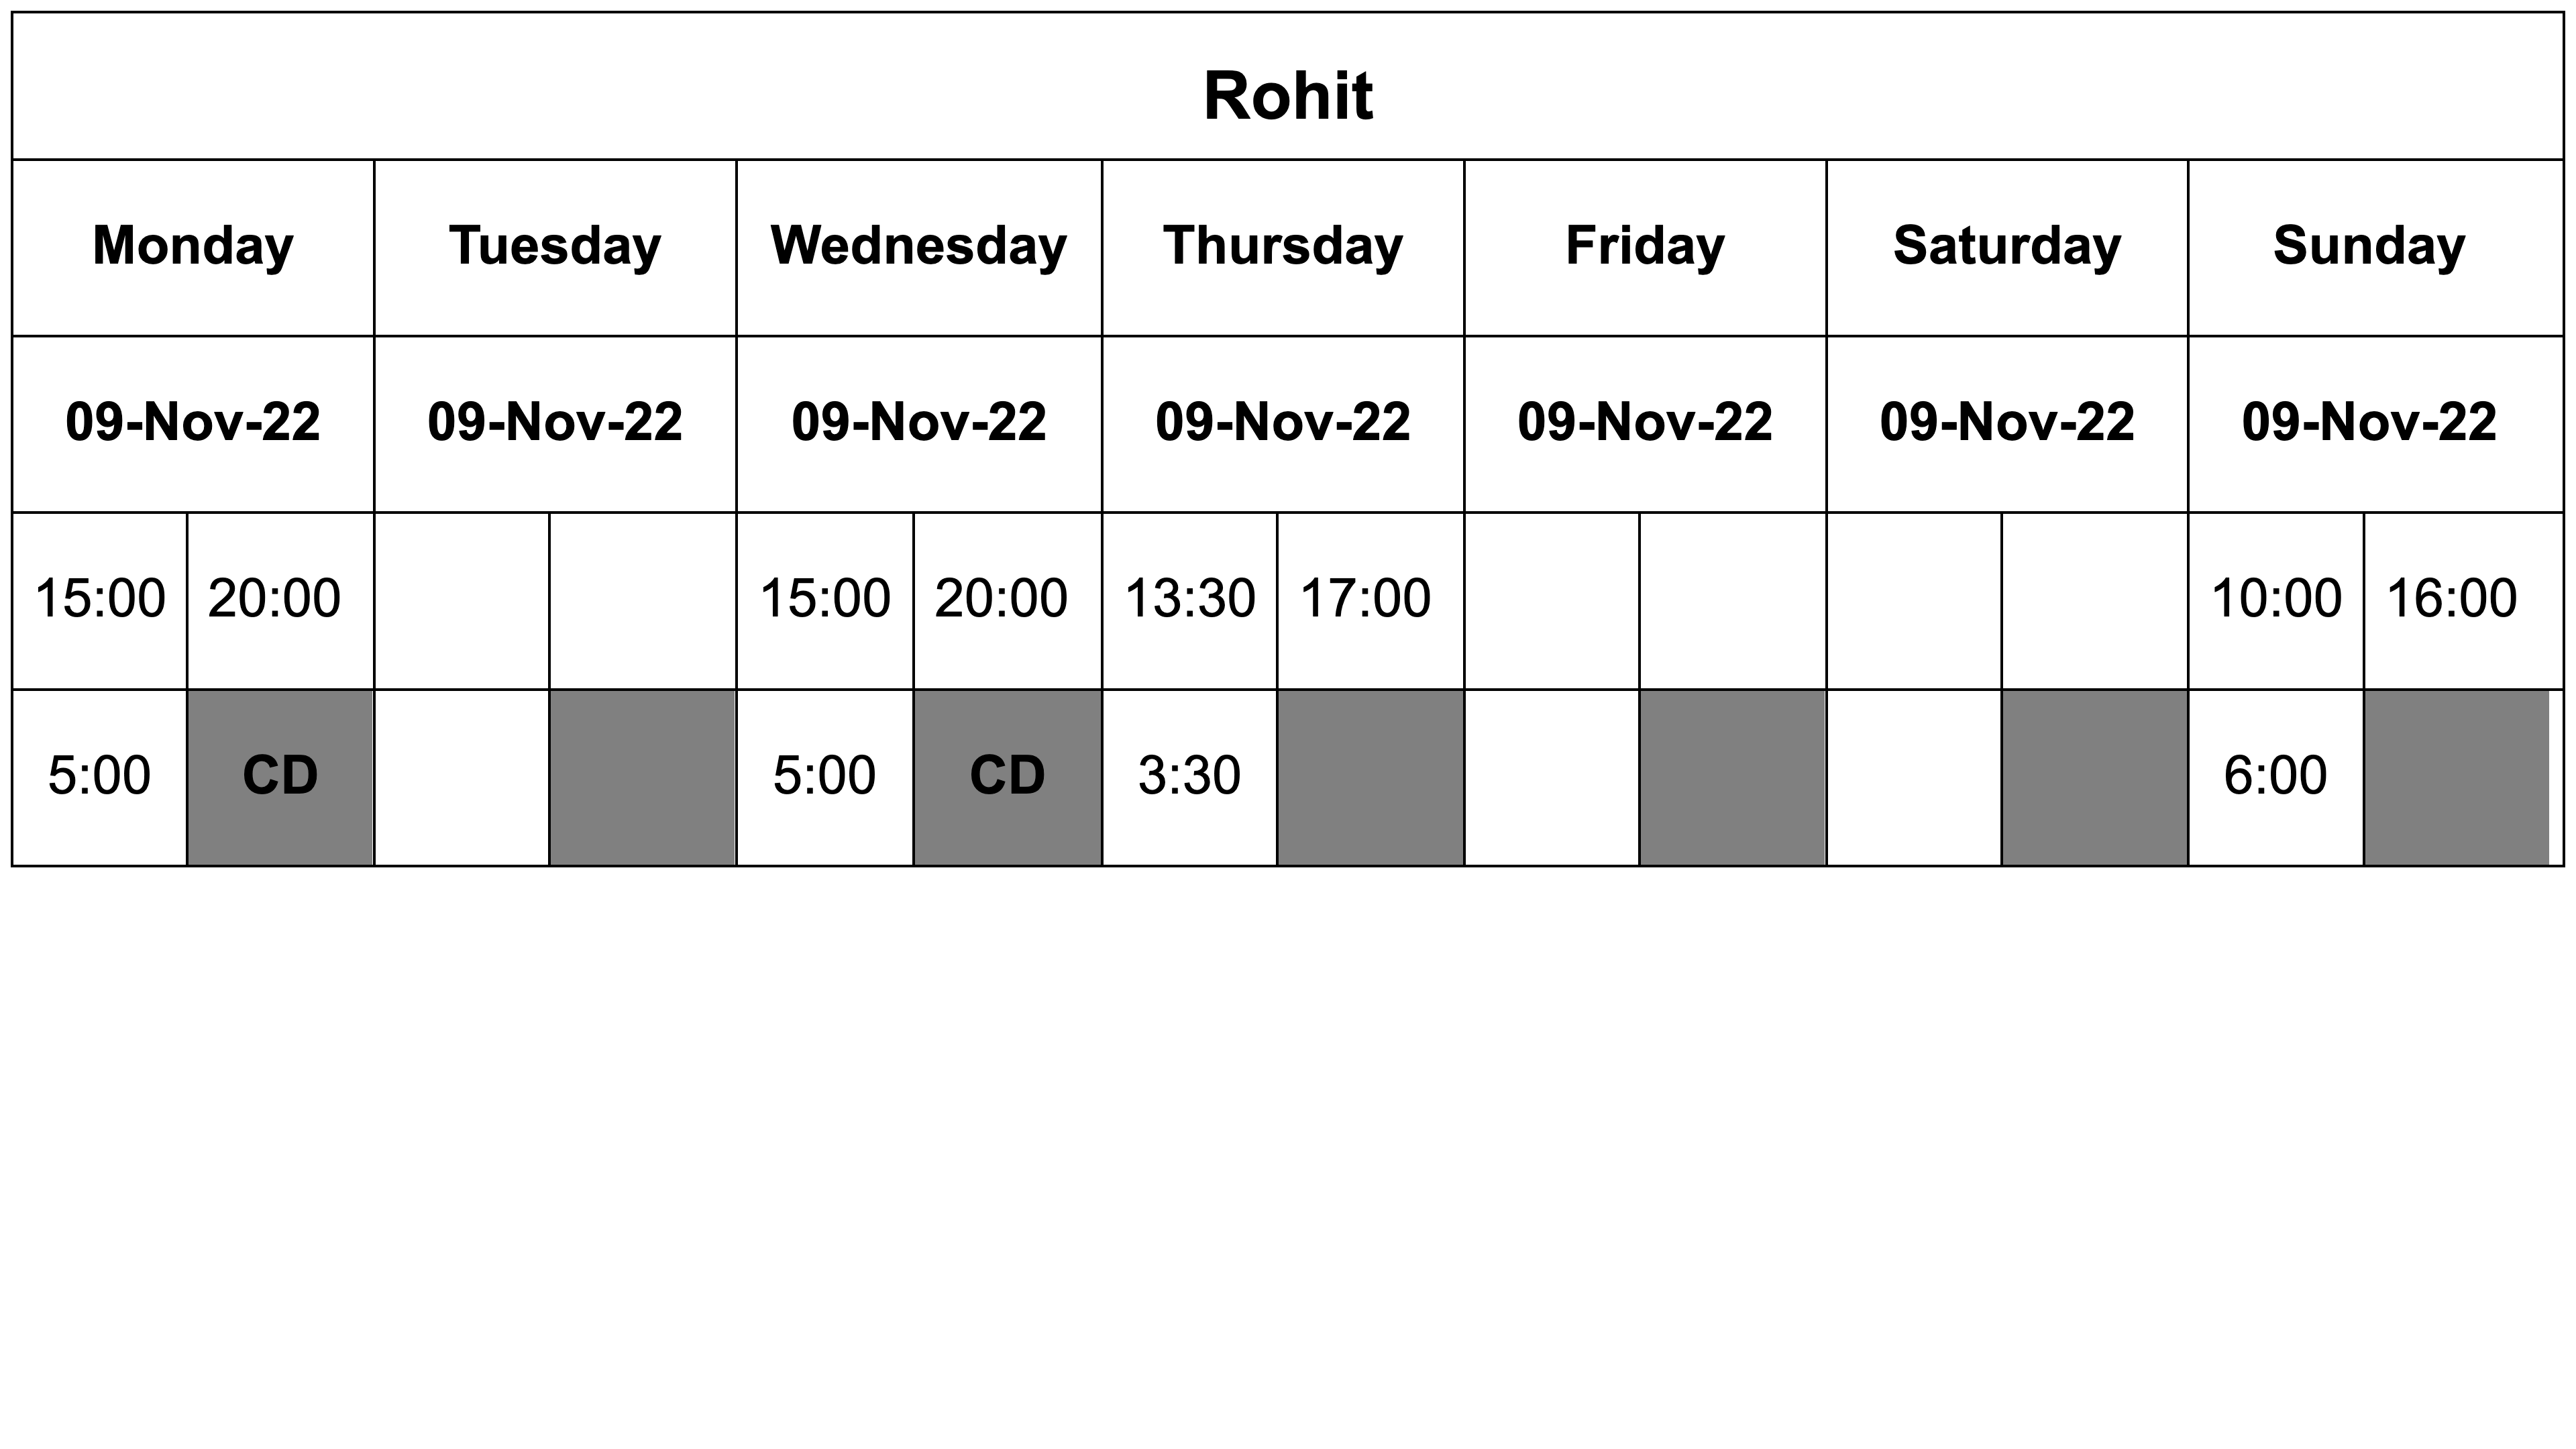 Rohit
Monday Tuesday Wednesday Thursday Friday Saturday Sunday
09-Nov-22 09-Nov-22 09-Nov-22 09-Nov-22 09-Nov-22 09-Nov-22 09-Nov-22
15:00 20:00 15:00 20:00 13:30 17:00 10:00 16:00
5:00 CD 5:00 CD 3:30 6:00